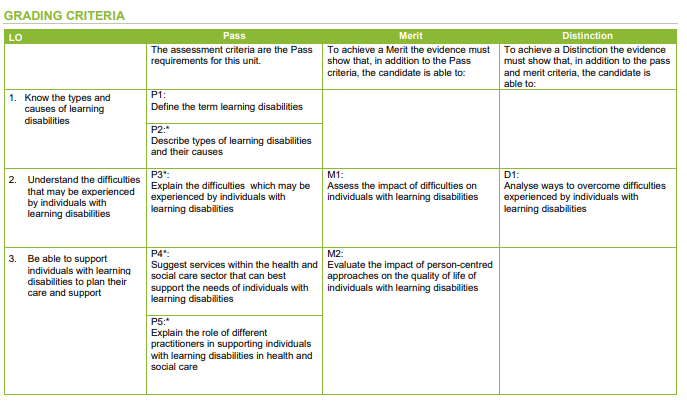 GRADING CRITERIA
LO
Pass
Merit
Distinction
The assessment criteria are the Pass
requirements for this unit.
To achieve a Merit the evidence must
show that, in addition to the Pass
criteria, the candidate is able to:
To achieve a Distinction the evidence
must show that, in addition to the pass
and merit criteria, the candidate is
able to:
1. Know the types and
causes of learning
disabilities
P1:
Define the term learning disabilities
P2:*
Describe types of learning disabilities
and their causes
2. Understand the difficulties
that may be experienced
by individuals with
learning disabilities
P3*:
Explain the difficulties which may be
experienced by individuals with
learning disabilities
M1:
Assess the impact of difficulties on
individuals with learning disabilities
D1:
Analyse ways to overcome difficulties
experienced by individuals with
learning disabilities
3. Be able to support
individuals with learning
disabilities to plan their
care and support
P4*:
Suggest services within the health and
social care sector that can best
support the needs of individuals with
learning disabilities
P5:*
Explain the role of different
practitioners in supporting individuals
with learning disabilities in health and
social care
M2:
Evaluate the impact of person-centred
approaches on the quality of life of
individuals with learning disabilities